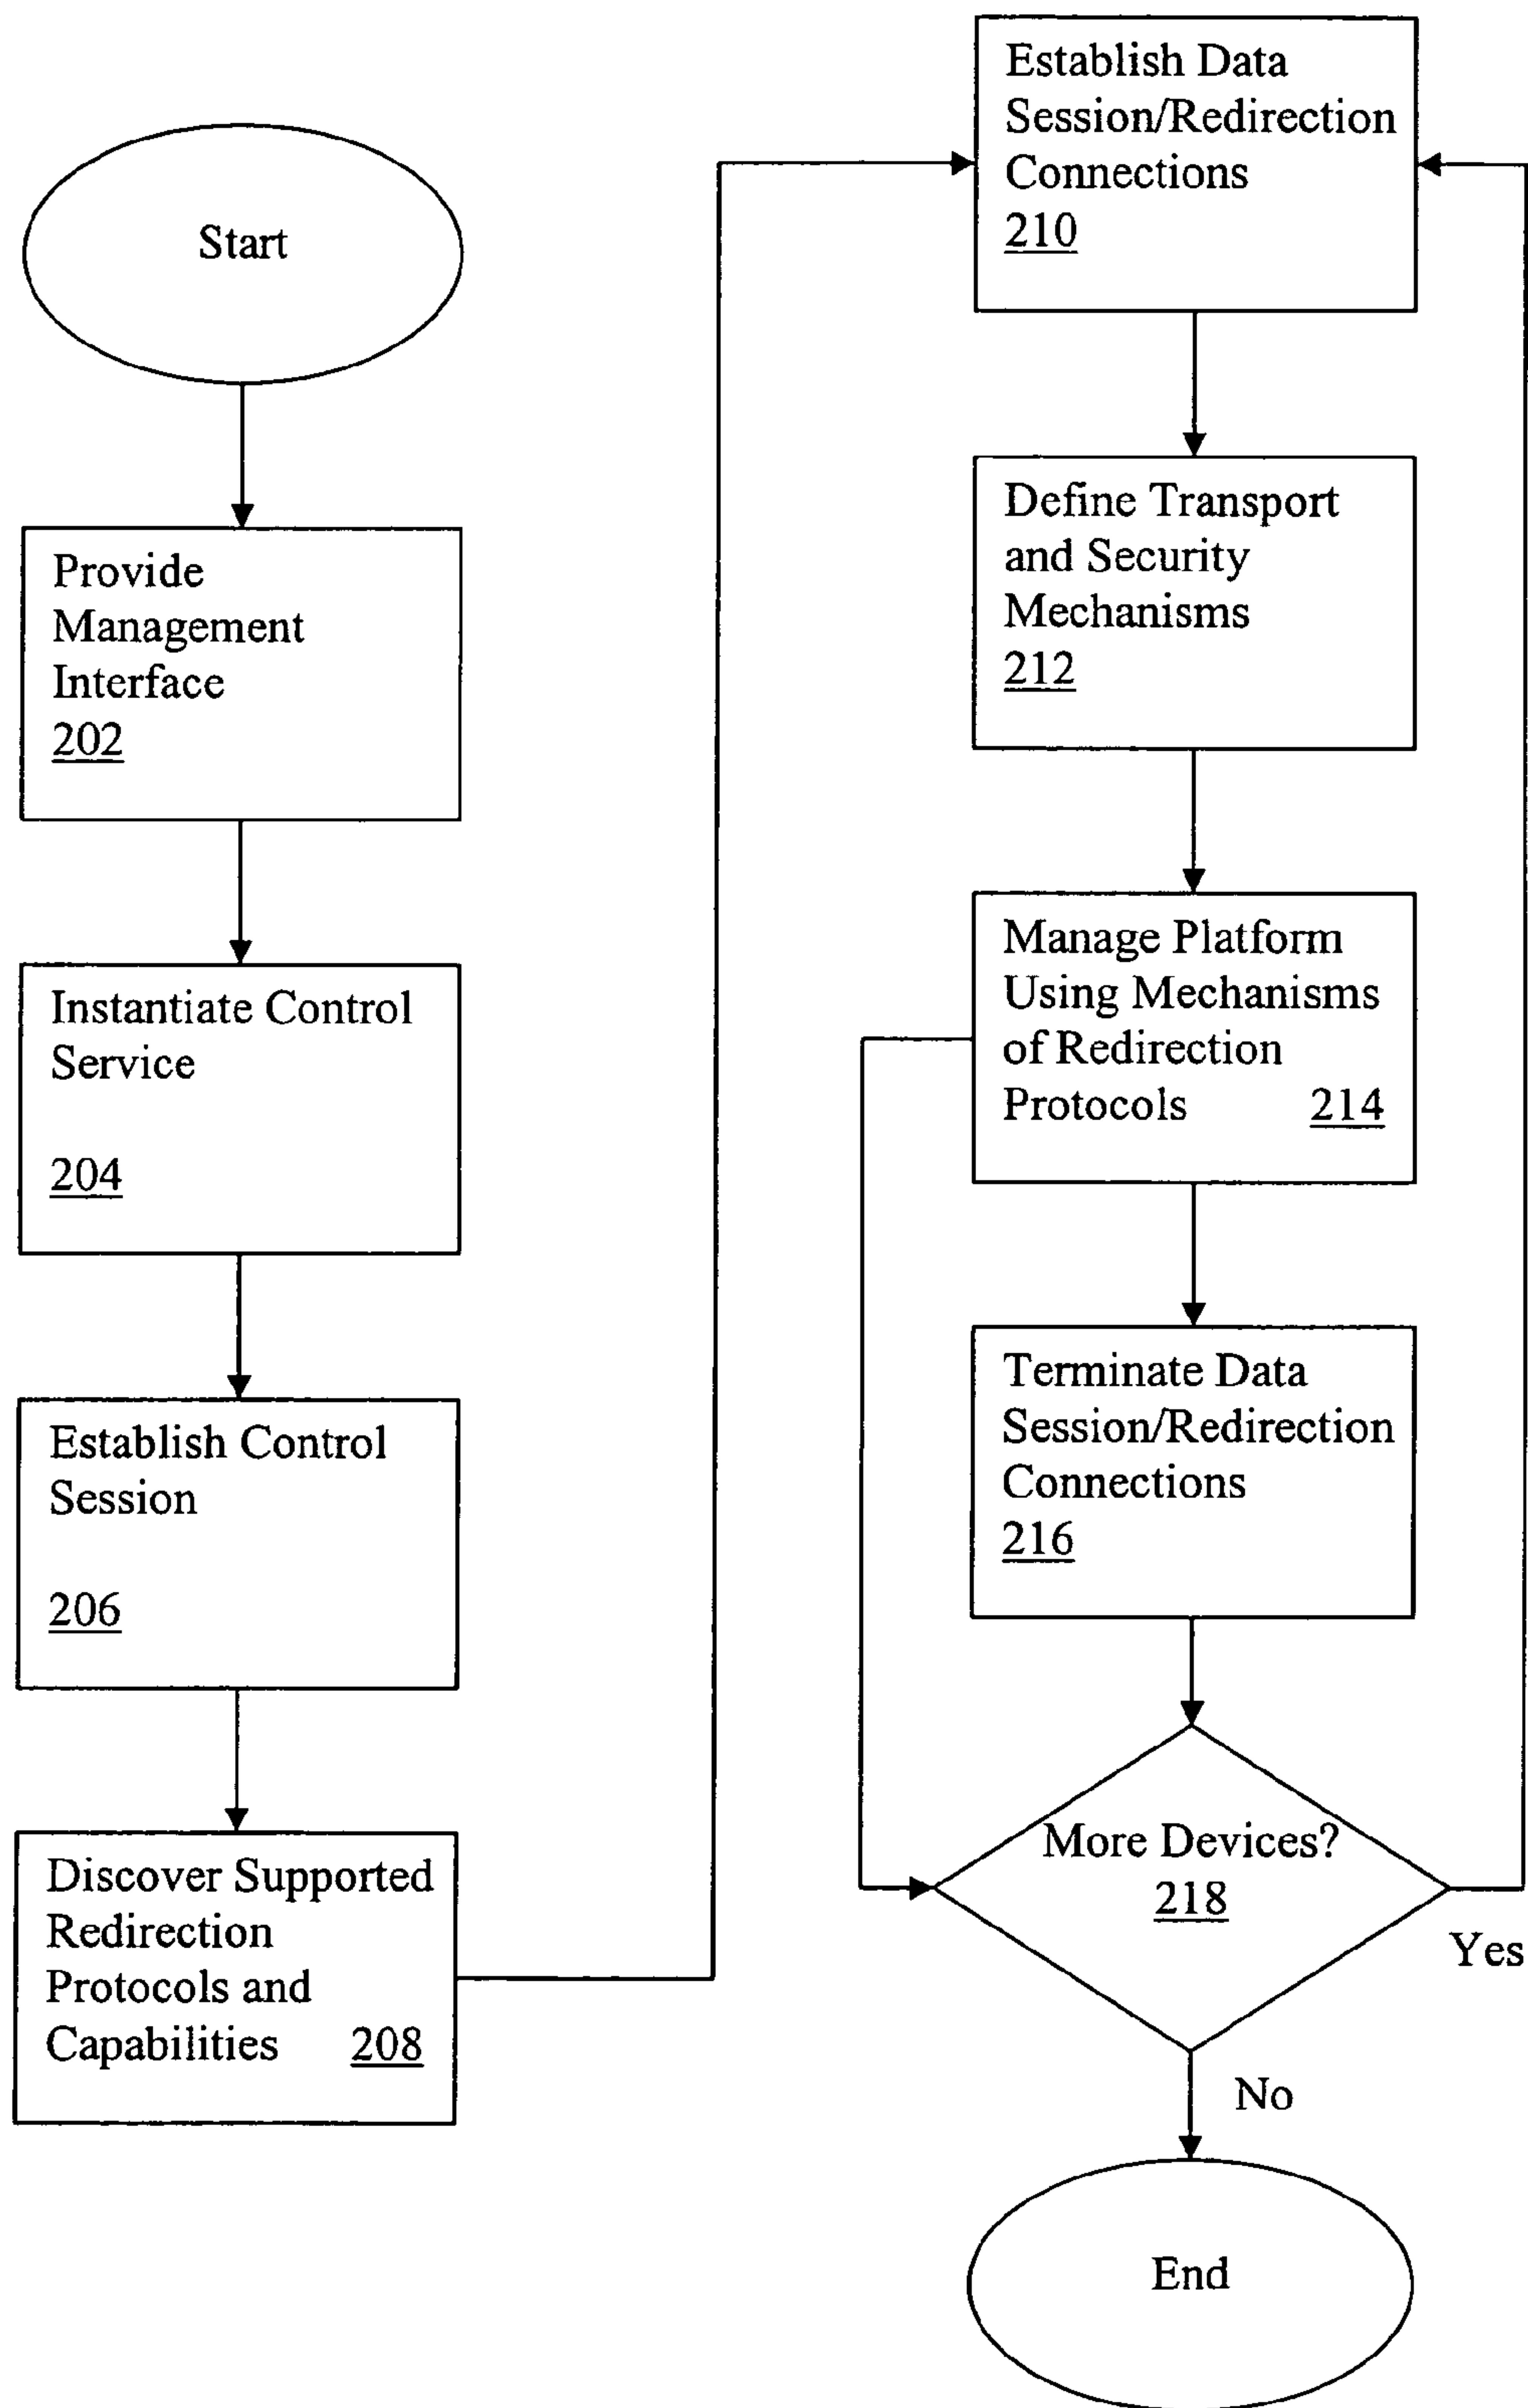 Start
Provide
Management
Interface
202
Instantiate Control
Service
204
Establish Control
Session
206
Discover Supported
Redirection
Protocols and
Capabilities 208
Establish Data
Session/Redirection
Connections
210
Define Transport
and Security
Mechanisms
212
Manage Platform
Using Mechanisms
of Redirection
Protocols 214
Terminate Data
Session/Redirection
Connections
216
More Devices?
218
Yes
No
End